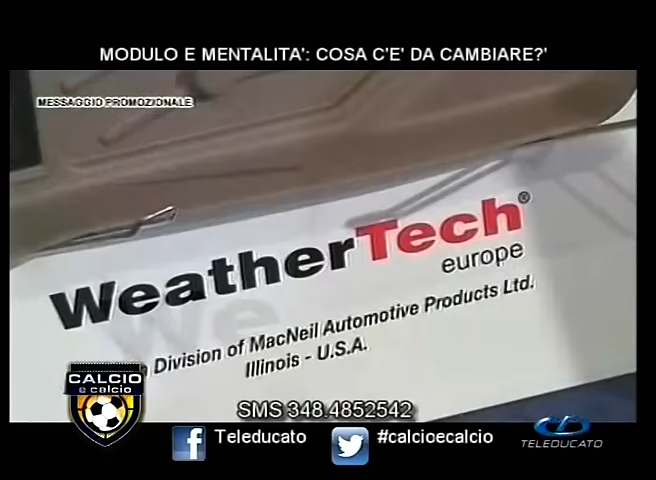 MODULO E MENTALITA': COSA C'E' DA CAMBIARE?'
MESSAGGIO PROMOZIONALE
WeatherTech®
europe
Division of MacNeil Automotive Products Ltd.
Illinois - U.S.A.
CALCIO
e calcio
SMS 348.4852542
Teleducato
#calcioecalcio
TELEDUCATO